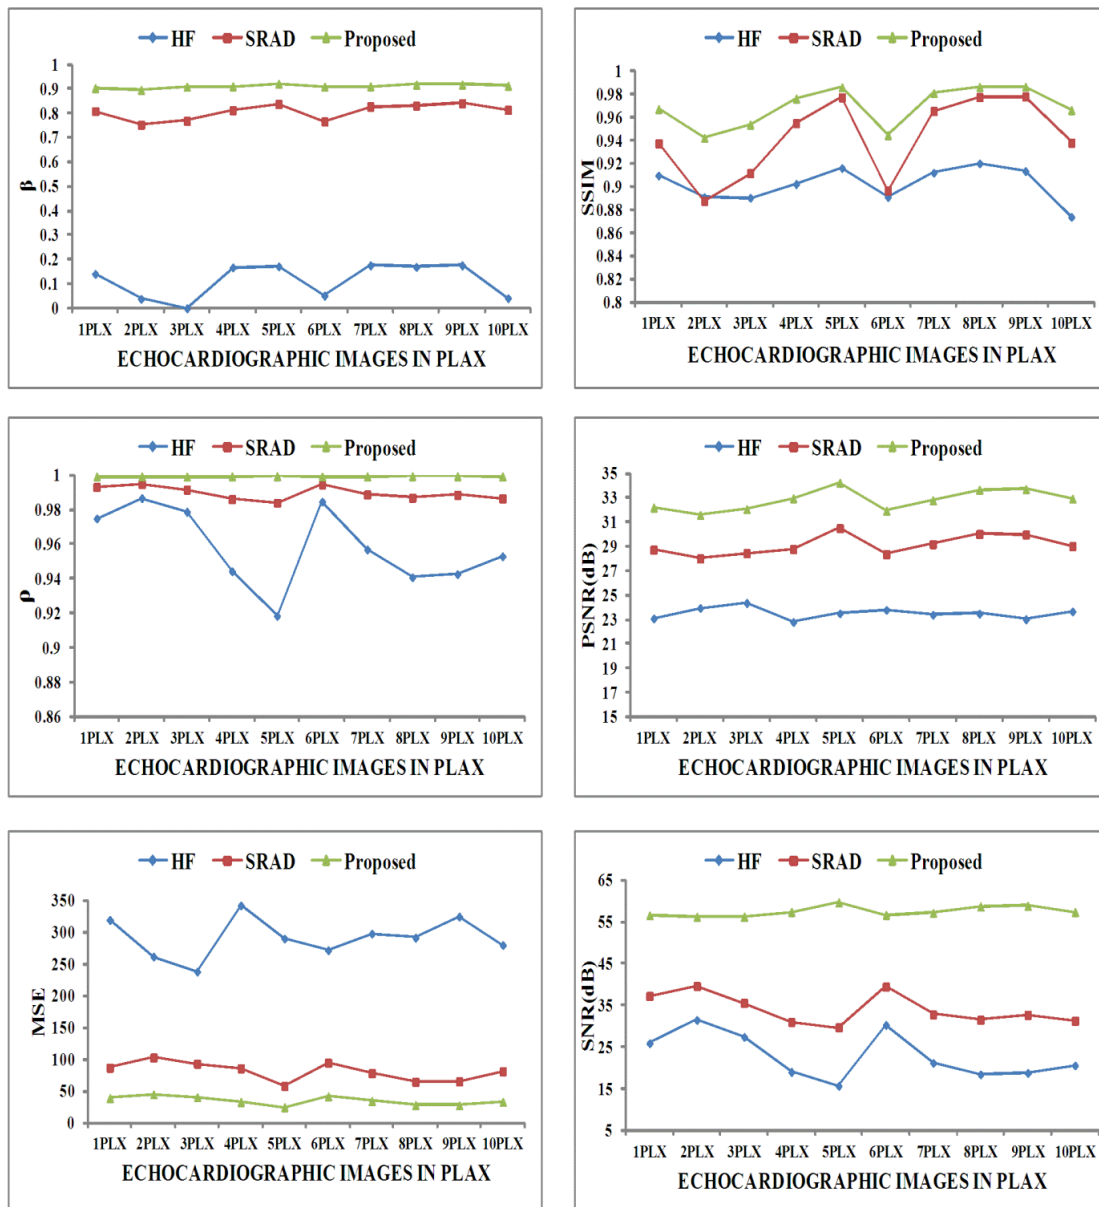 HF SRAD Proposed
1
0.9
0.8
0.7
0.6
0.5
0.4
0.3
0.2
0.1
0
β
1PLX 2PLX 3PLX 4PLX 5PLX 6PLX 7PLX 8PLX 9PLX 10PLX
ECHOCARDIOGRAPHIC IMAGES IN PLAX
HF SRAD Proposed
1
0.98
0.96
0.94
0.92
0.9
0.88
0.86
0.84
0.82
0.8
SSIM
1PLX 2PLX 3PLX 4PLX 5PLX 6PLX 7PLX 8PLX 9PLX 10PLX
ECHOCARDIOGRAPHIC IMAGES IN PLAX
HF SRAD Proposed
1
0.98
0.96
0.94
0.92
0.9
0.88
0.86
ρ
1PLX 2PLX 3PLX 4PLX 5PLX 6PLX 7PLX 8PLX 9PLX 10PLX
ECHOCARDIOGRAPHIC IMAGES IN PLAX
HF SRAD Proposed
35
33
31
29
27
25
23
21
19
17
15
PSNR(dB)
1PLX 2PLX 3PLX 4PLX 5PLX 6PLX 7PLX 8PLX 9PLX 10PLX
ECHOCARDIOGRAPHIC IMAGES IN PLAX
HF SRAD Proposed
350
300
250
200
150
100
50
0
MSE
1PLX 2PLX 3PLX 4PLX 5PLX 6PLX 7PLX 8PLX 9PLX 10PLX
ECHOCARDIOGRAPHIC IMAGES IN PLAX
HF SRAD Proposed
65
55
45
35
25
15
5
SNR(dB)
1PLX 2PLX 3PLX 4PLX 5PLX 6PLX 7PLX 8PLX 9PLX 10PLX
ECHOCARDIOGRAPHIC IMAGES IN PLAX